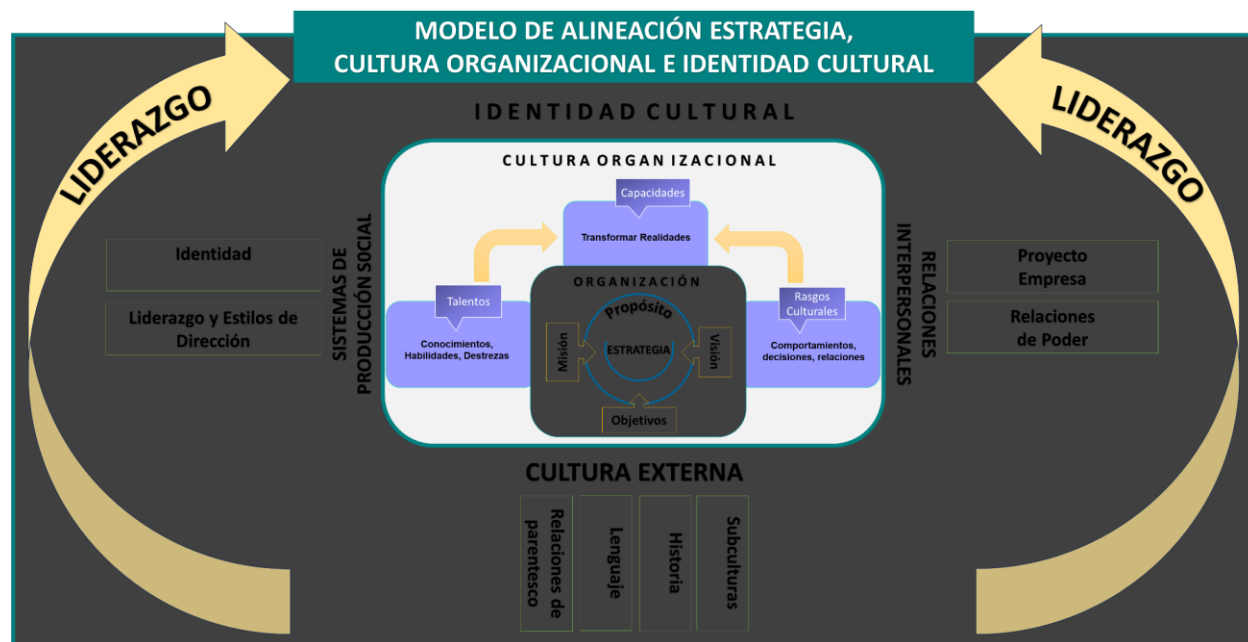 MODELO DE ALINEACIÓN ESTRATEGIA,
CULTURA ORGANIZACIONAL E IDENTIDAD CULTURAL
LIDERAZGO
LIDERAZGO
IDENTIDAD CULTURAL
CULTURA ORGANIZACIONAL
Capacidades
Transformar Realidades
Identidad
Liderazgo y Estilos de
Dirección
SISTEMAS DE
PRODUCCIÓN SOCIAL
Talentos
Conocimientos,
Habilidades, Destrezas
ORGANIZACIÓN
Propósito
Misión
ESTRATEGIA
Visión
Objetivos
Rasgos
Culturales
Comportamientos,
decisiones, relaciones
RELACIONES
INTERPERSONALES
Proyecto
Empresa
Relaciones
de Poder
CULTURA EXTERNA
Relaciones de
parentesco
Lenguaje
Historia
Subculturas